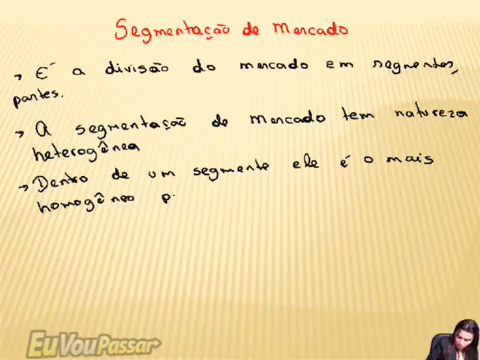 Segmentação de Mercado
→ É a divisão do mercado em segmentos,
partes.
→ A segmentação de mercado tem natureza
heterogênea
→ Dentro de um segmento ele é o mais
homogêneo p
EuVouPassar